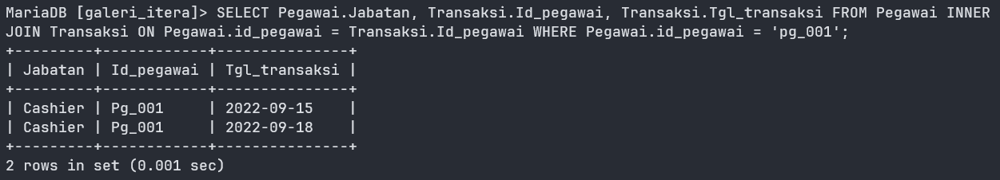 MariaDB [galeri_itera]> SELECT Pegawai.Jabatan, Transaksi.Id_pegawai, Transaksi.Tgl_transaksi FROM Pegawai INNER
JOIN Transaksi ON Pegawai.id_pegawai = Transaksi.Id_pegawai WHERE Pegawai.id_pegawai = 'pg_001';
+---------+------------+---------------+
| Jabatan | Id_pegawai | Tgl_transaksi |
+---------+------------+---------------+
| Cashier | Pg_001     | 2022-09-15    |
| Cashier | Pg_001     | 2022-09-18    |
+---------+------------+---------------+
2 rows in set (0.001 sec)